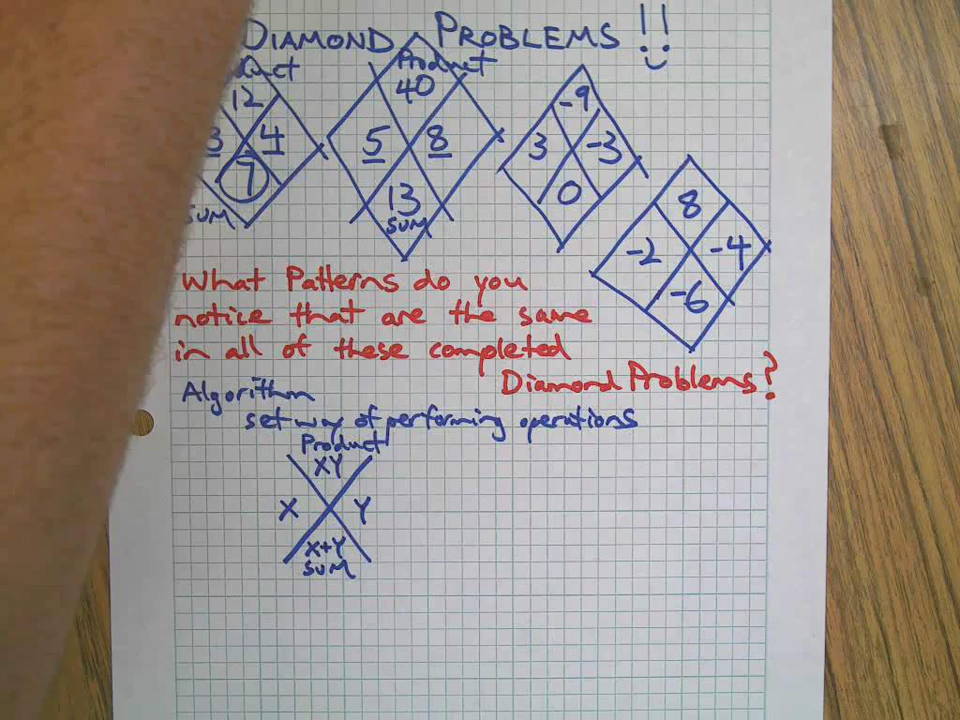 DIAMOND PROBLEMS !!
Product
12
3 4
7
SUM
Product
40
5 8
13
SUM
-9
3 -3
0
8
-2 -4
-6
What Patterns do you
notice that are the same
in all of these completed
Diamond Problems?
Algorithm
set way of performing operations
Product
XY
X Y
X+Y
SUM